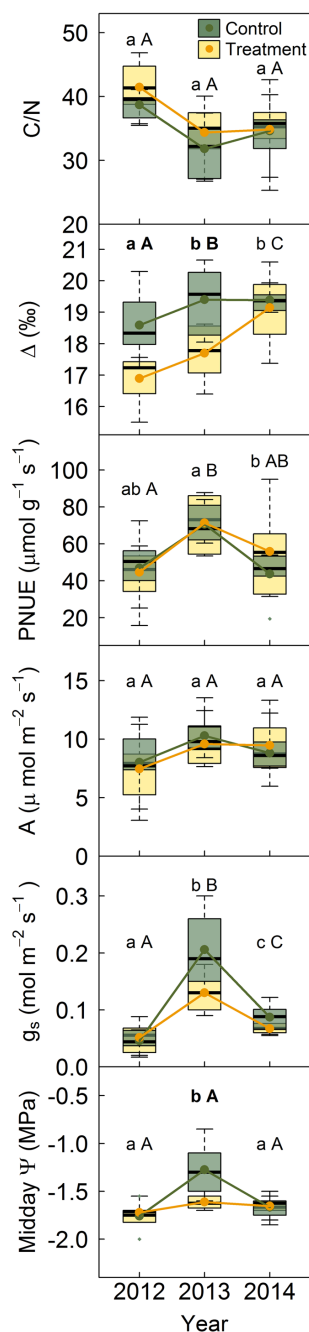 Control
Treatment
a A
a A
a A
C/N
50
40
30
20
a A
b B
b C
Δ (‰)
21
20
19
18
17
16
ab A
a B
b AB
PNUE (μmol g⁻¹ s⁻¹)
100
80
60
40
20
0
a A
a A
a A
A (μ mol m⁻² s⁻¹)
15
10
5
0
a A
b B
c C
gₛ (mol m⁻² s⁻¹)
0.3
0.2
0.1
0.0
a A
b A
a A
Midday Ψ (MPa)
-0.5
-1.0
-1.5
-2.0
2012 2013 2014
Year